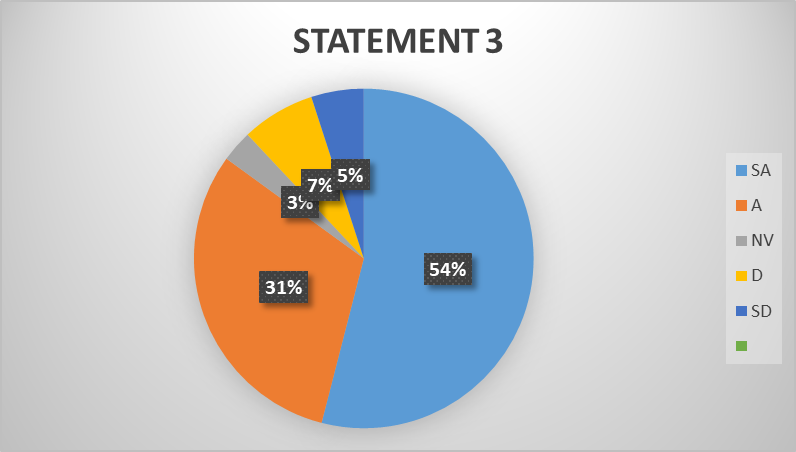 STATEMENT 3
5%
7%
3%
54%
31%
SA
A
NV
D
SD